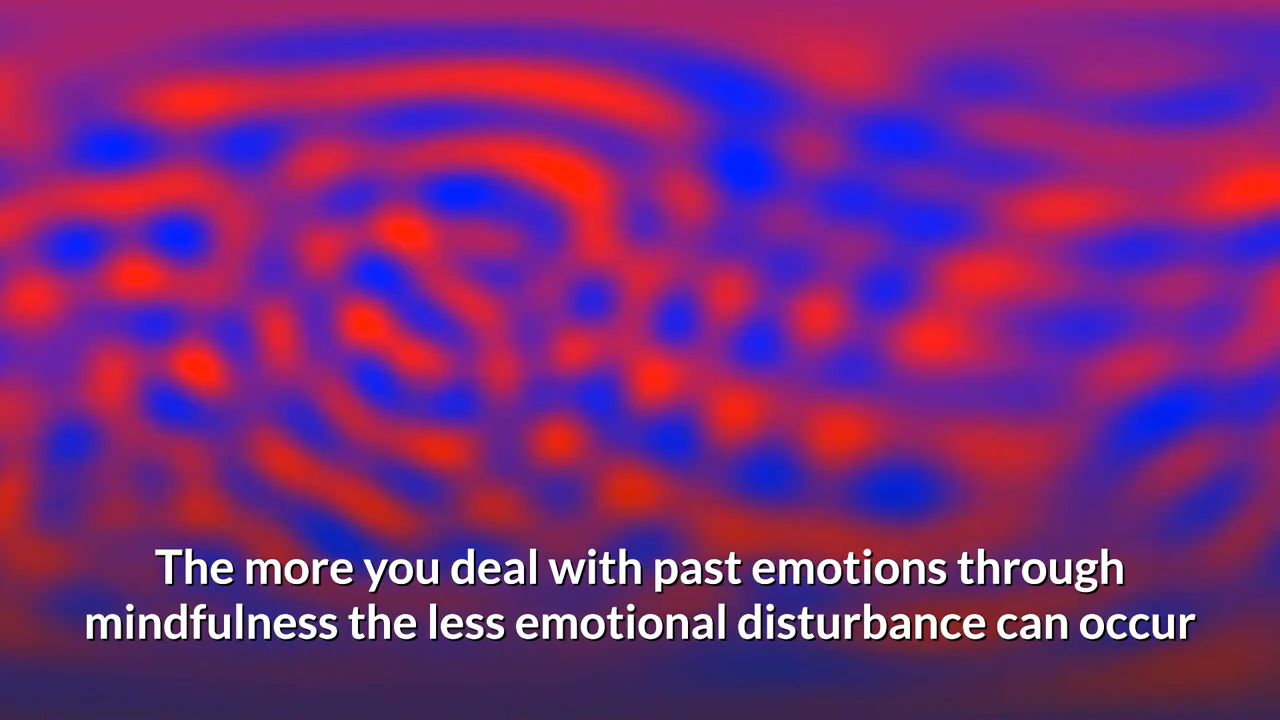 The more you deal with past emotions through
mindfulness the less emotional disturbance can occur